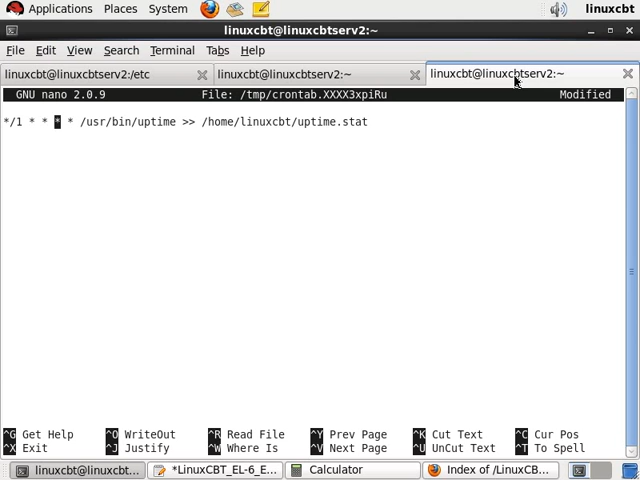 Applications Places System linuxcbt
linuxcbt@linuxcbtserv2:~
File Edit View Search Terminal Tabs Help
linuxcbt@linuxcbtserv2:/etc linuxcbt@linuxcbtserv2:~ linuxcbt@linuxcbtserv2:~
GNU nano 2.0.9 File: /tmp/crontab.XXXX3xpiRu Modified
*/1 * * * * /usr/bin/uptime >> /home/linuxcbt/uptime.stat
^G Get Help ^O WriteOut ^R Read File ^Y Prev Page ^K Cut Text ^C Cur Pos
^X Exit ^J Justify ^W Where Is ^V Next Page ^U UnCut Text ^T To Spell
linuxcbt@linuxcbt... *LinuxCBT_EL-6_E... Calculator Index of /LinuxCB...